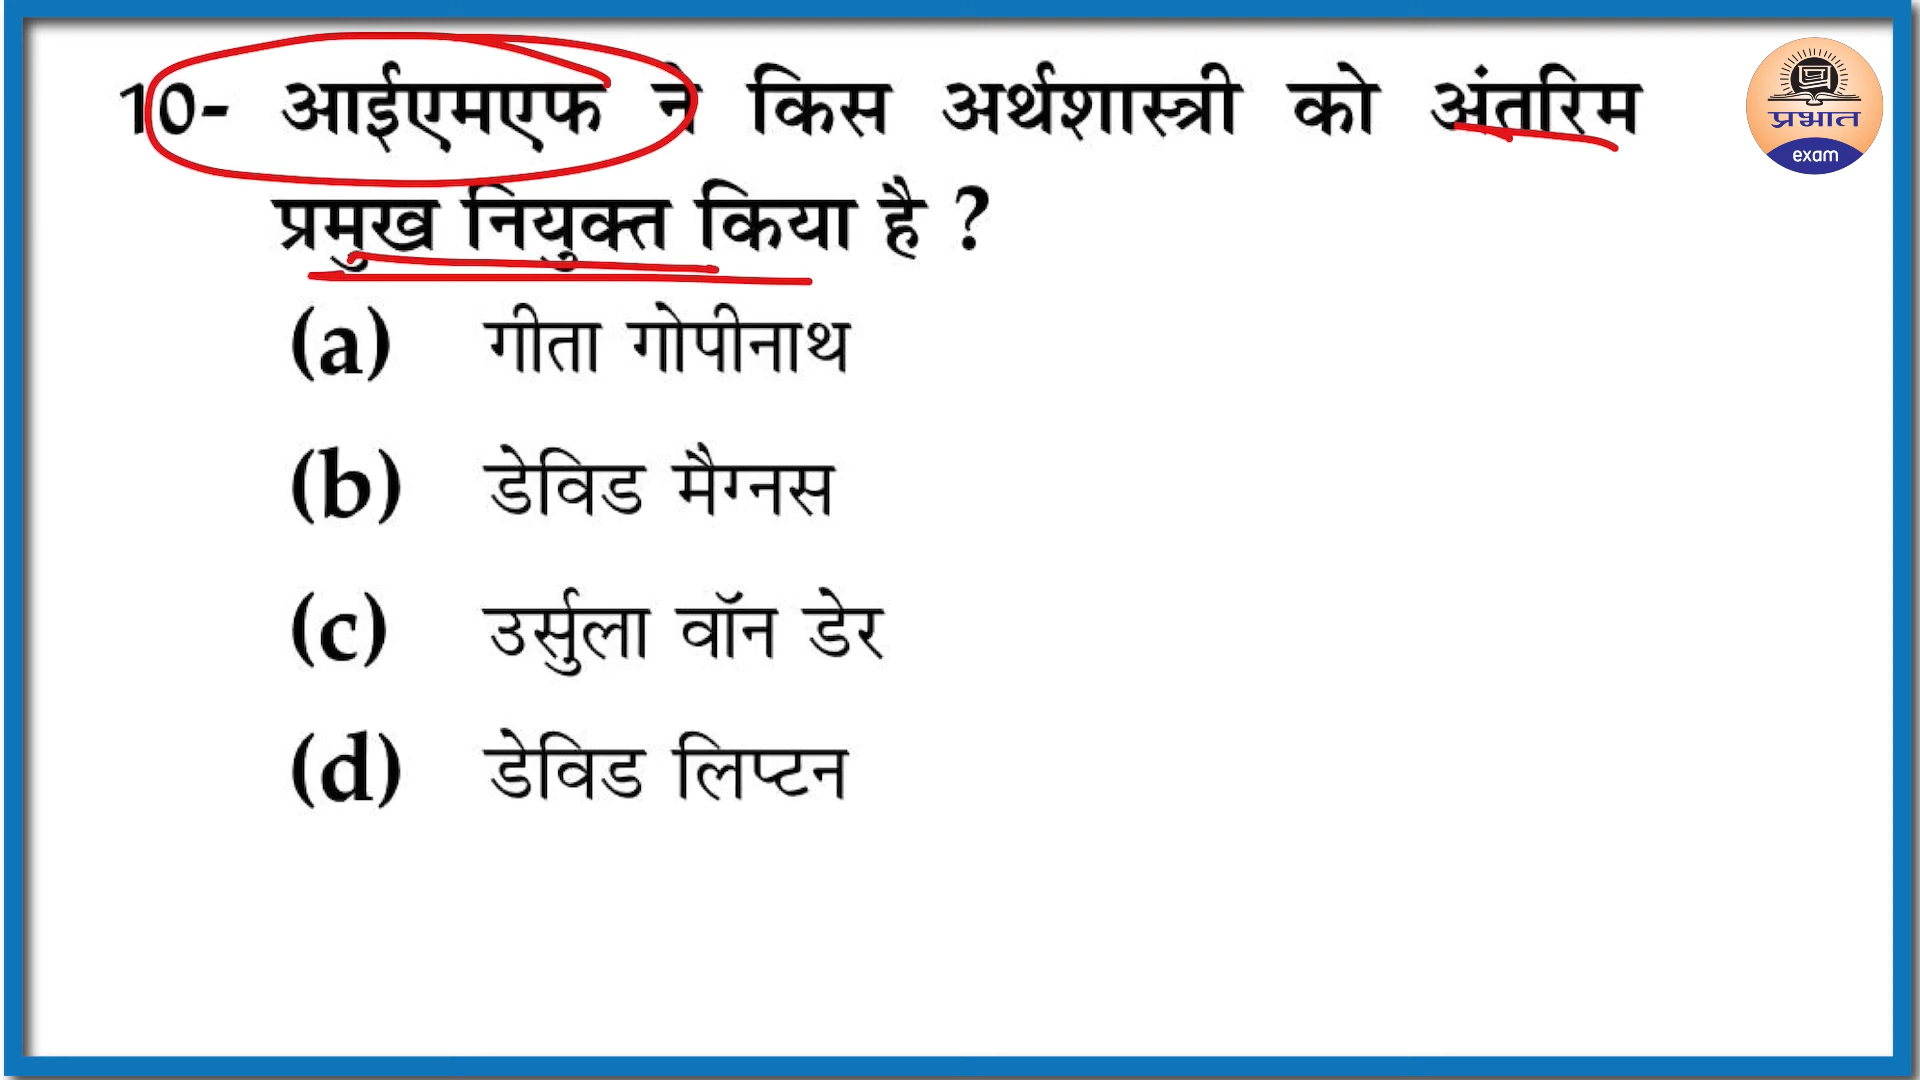 10- आईएमएफ ने किस अर्थशास्त्री को अंतरिम
प्रमुख नियुक्त किया है ?
(a) गीता गोपीनाथ
(b) डेविड मैग्नस
(c) उर्सुला वॉन डेर
(d) डेविड लिप्टन
प्रभात
exam